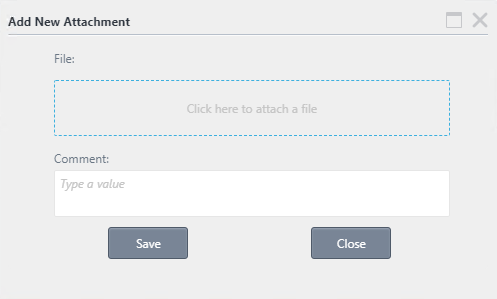 Add New Attachment
File:
Click here to attach a file
Comment:
Type a value
Save
Close